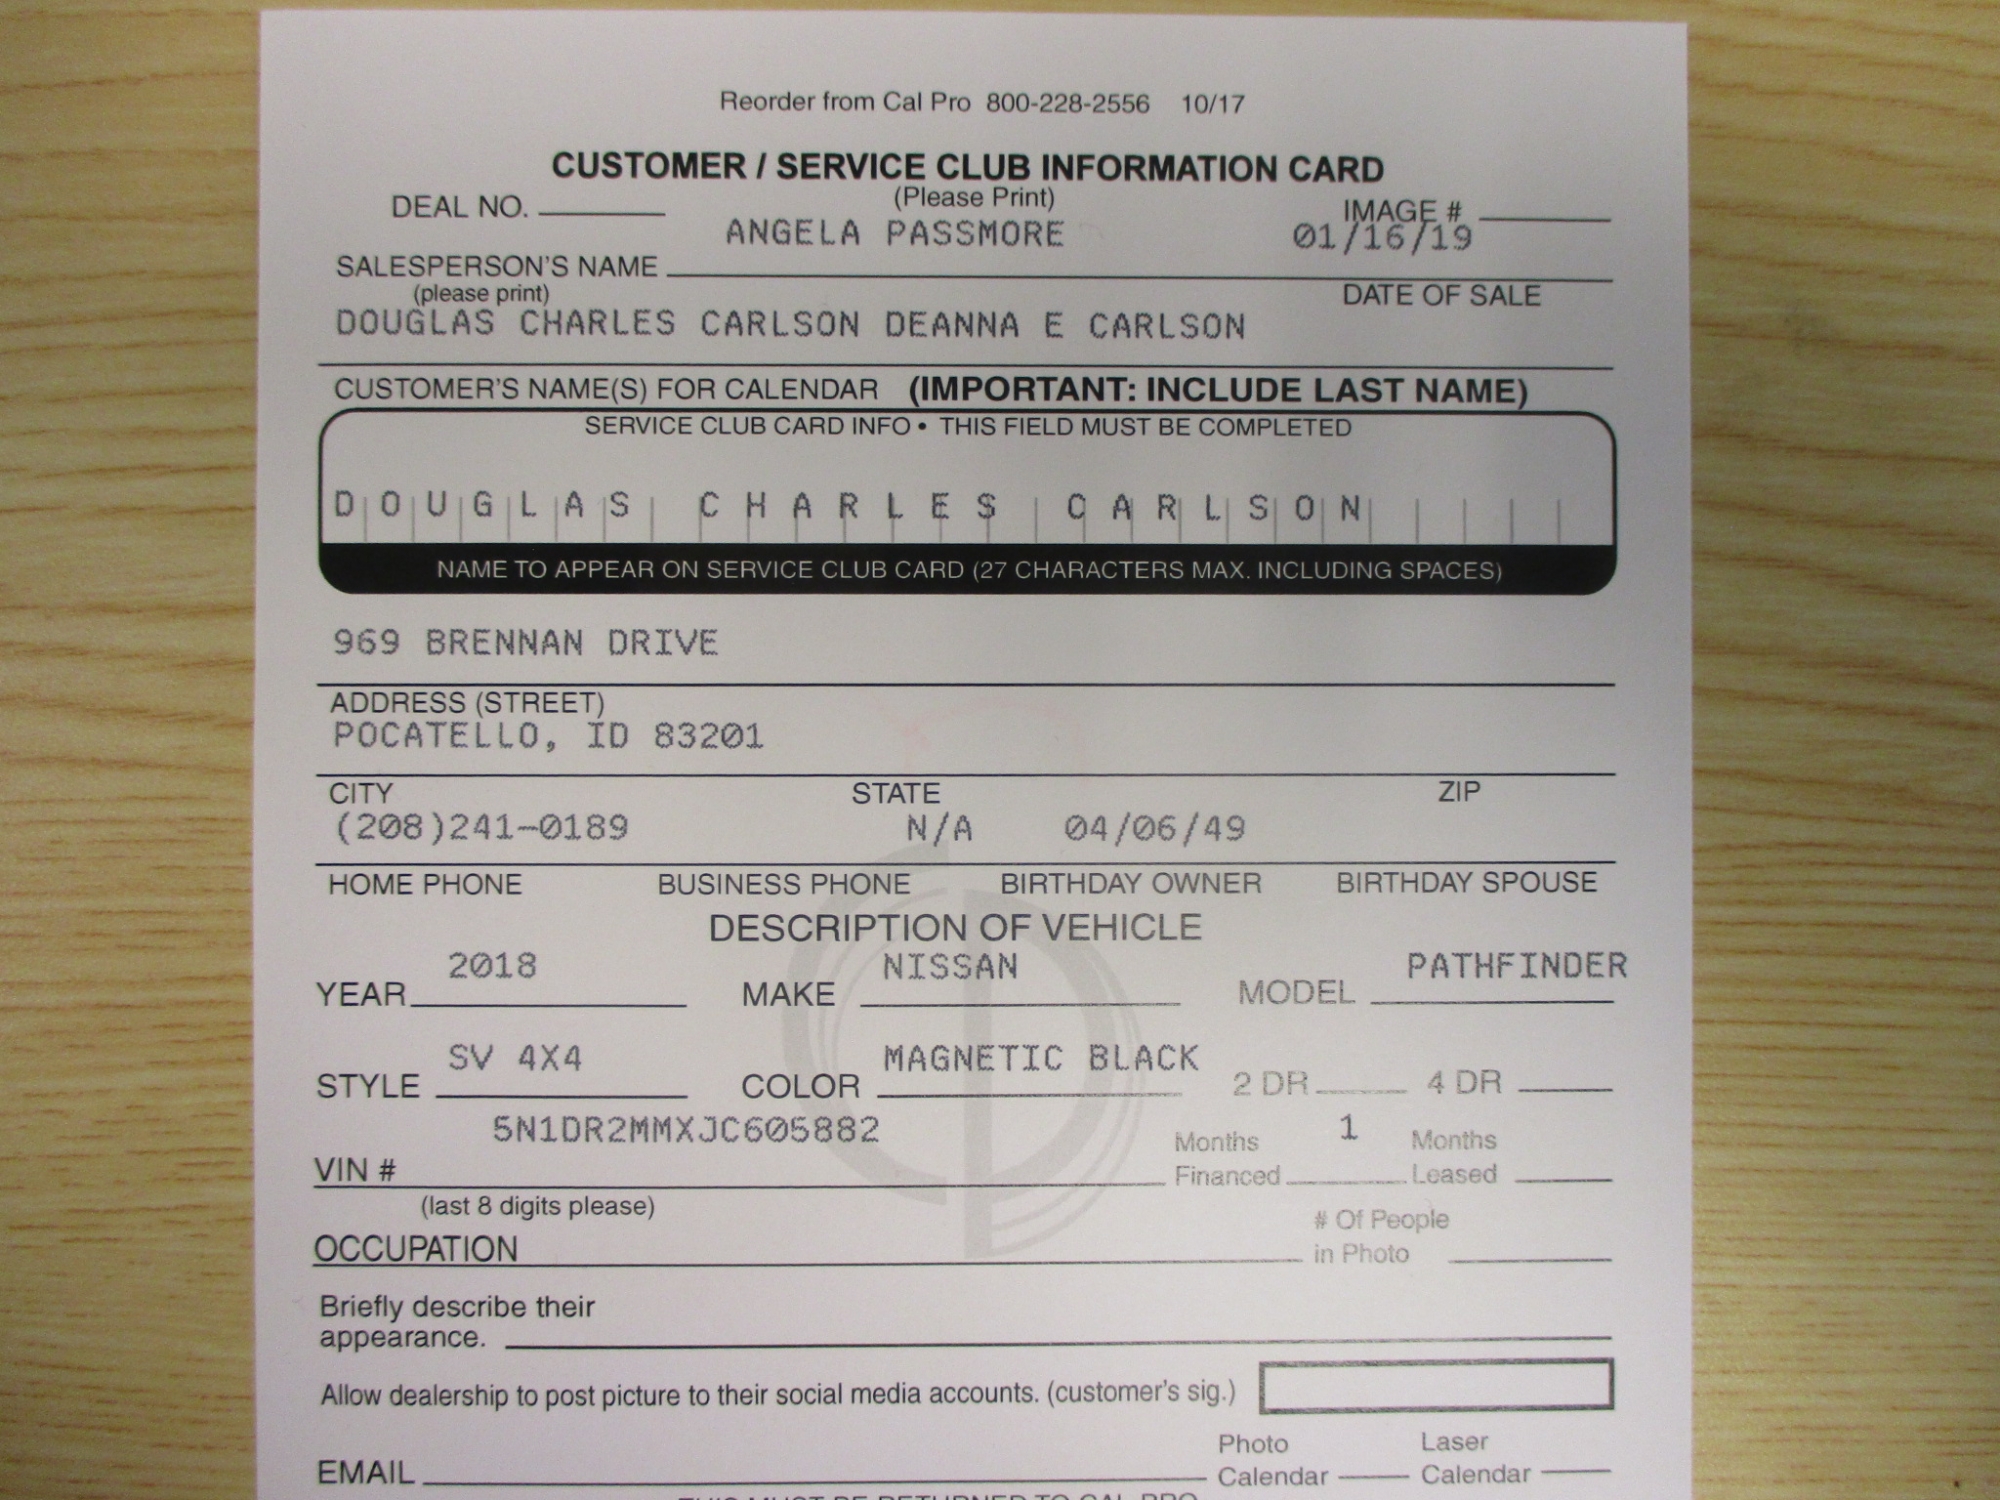 Reorder from Cal Pro 800-228-2556 10/17
CUSTOMER / SERVICE CLUB INFORMATION CARD
(Please Print)
DEAL NO. IMAGE #
ANGELA PASSMORE 01/16/19
SALESPERSON'S NAME
(please print) DATE OF SALE
DOUGLAS CHARLES CARLSON DEANNA E CARLSON
CUSTOMER'S NAME(S) FOR CALENDAR (IMPORTANT: INCLUDE LAST NAME)
SERVICE CLUB CARD INFO • THIS FIELD MUST BE COMPLETED
DOUGLAS CHARLES CARLSON
NAME TO APPEAR ON SERVICE CLUB CARD (27 CHARACTERS MAX. INCLUDING SPACES)
969 BRENNAN DRIVE
ADDRESS (STREET)
POCATELLO, ID 83201
CITY STATE ZIP
(208)241-0189 N/A 04/06/49
HOME PHONE BUSINESS PHONE BIRTHDAY OWNER BIRTHDAY SPOUSE
DESCRIPTION OF VEHICLE
2018 NISSAN PATHFINDER
YEAR MAKE MODEL
SV 4X4 MAGNETIC BLACK
STYLE COLOR 2 DR 4 DR
5N1DR2MMXJC605882 1
VIN # Months Financed Months Leased
(last 8 digits please)
OCCUPATION # Of People in Photo
Briefly describe their
appearance.
Allow dealership to post picture to their social media accounts. (customer's sig.)
EMAIL Photo Calendar Laser Calendar
THIS MUST BE RETURNED TO CAL PRO